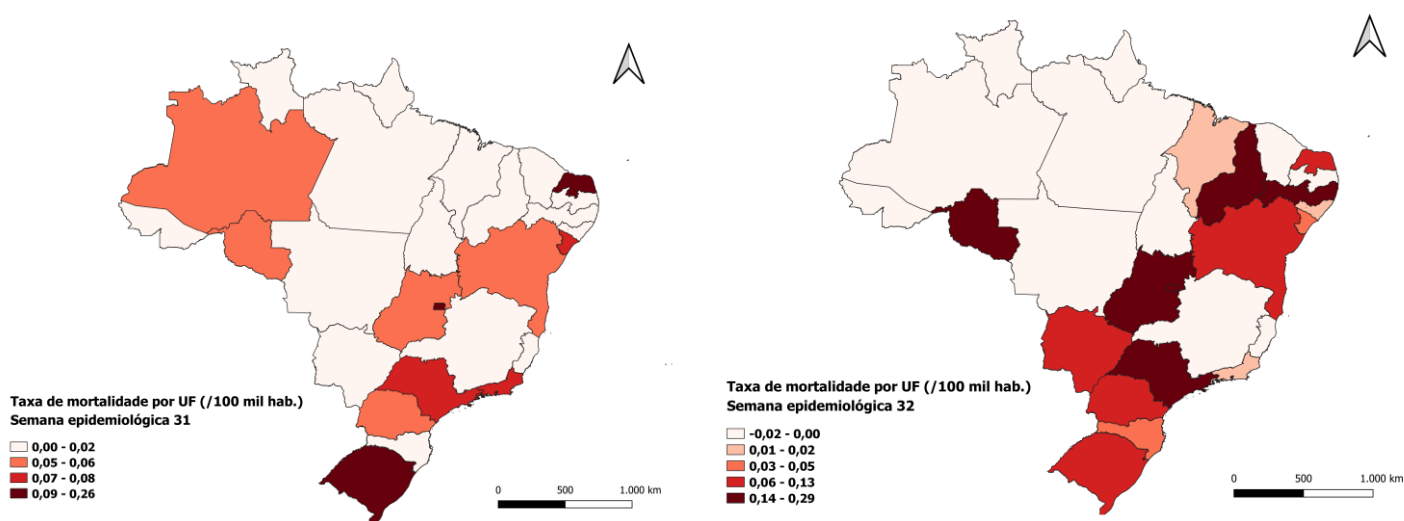 Taxa de mortalidade por UF (/100 mil hab.)
Semana epidemiológica 31
0,00 - 0,02
0,05 - 0,06
0,07 - 0,08
0,09 - 0,26
0 500 1.000 km
Taxa de mortalidade por UF (/100 mil hab.)
Semana epidemiológica 32
-0,02 - 0,00
0,01 - 0,02
0,03 - 0,05
0,06 - 0,13
0,14 - 0,29
0 500 1.000 km